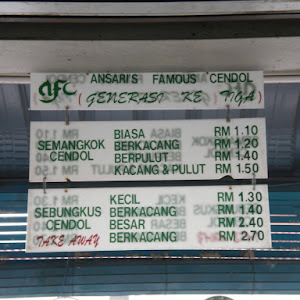 afc ANSARI'S FAMOUS CENDOL
(GENERASI KE TIGA)
SEMANGKOK CENDOL
BIASA RM 1.10
BERKACANG RM 1.20
BERPULUT RM 1.40
KACANG & PULUT RM 1.50
SEBUNGKUS CENDOL
TAKE AWAY
KECIL RM 1.30
BERKACANG RM 1.40
BESAR RM 2.40
BERKACANG RM 2.70